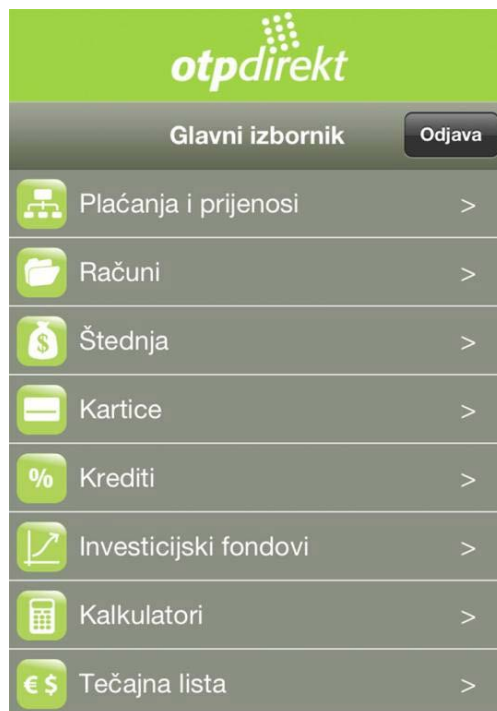 otpdirekt
Glavni izbornik
Odjava
Plaćanja i prijenosi >
Računi >
Štednja >
Kartice >
% Krediti >
Investicijski fondovi >
Kalkulatori >
€ $ Tečajna lista >